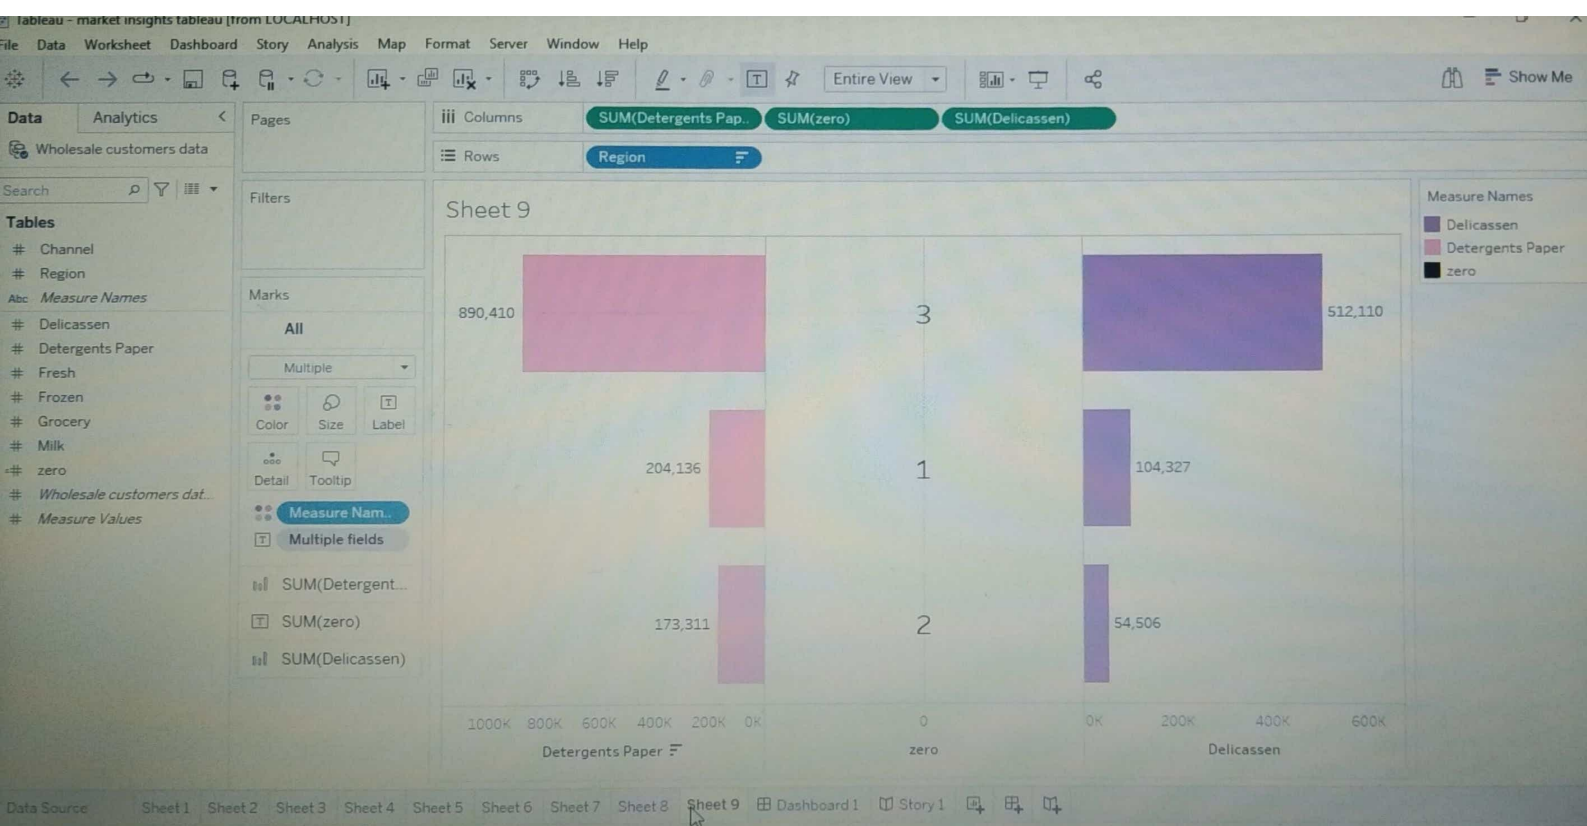 Tableau - market insights tableau [from LOCALHOST]
File Data Worksheet Dashboard Story Analysis Map Format Server Window Help
Entire View
Show Me
Data Analytics <
Wholesale customers data
Search
Tables
# Channel
# Region
Abc Measure Names
# Delicassen
# Detergents Paper
# Fresh
# Frozen
# Grocery
# Milk
=# zero
# Wholesale customers dat...
# Measure Values
Pages
Filters
Marks
All
Multiple
Color Size Label
Detail Tooltip
Measure Nam..
Multiple fields
SUM(Detergent...
SUM(zero)
SUM(Delicassen)
iii Columns SUM(Detergents Pap.. SUM(zero) SUM(Delicassen)
Rows Region
Sheet 9
890,410 3 512,110
204,136 1 104,327
173,311 2 54,506
1000K 800K 600K 400K 200K 0K 0 0K 200K 400K 600K
Detergents Paper zero Delicassen
Measure Names
Delicassen
Detergents Paper
zero
Data Source Sheet 1 Sheet 2 Sheet 3 Sheet 4 Sheet 5 Sheet 6 Sheet 7 Sheet 8 Sheet 9 Dashboard 1 Story 1